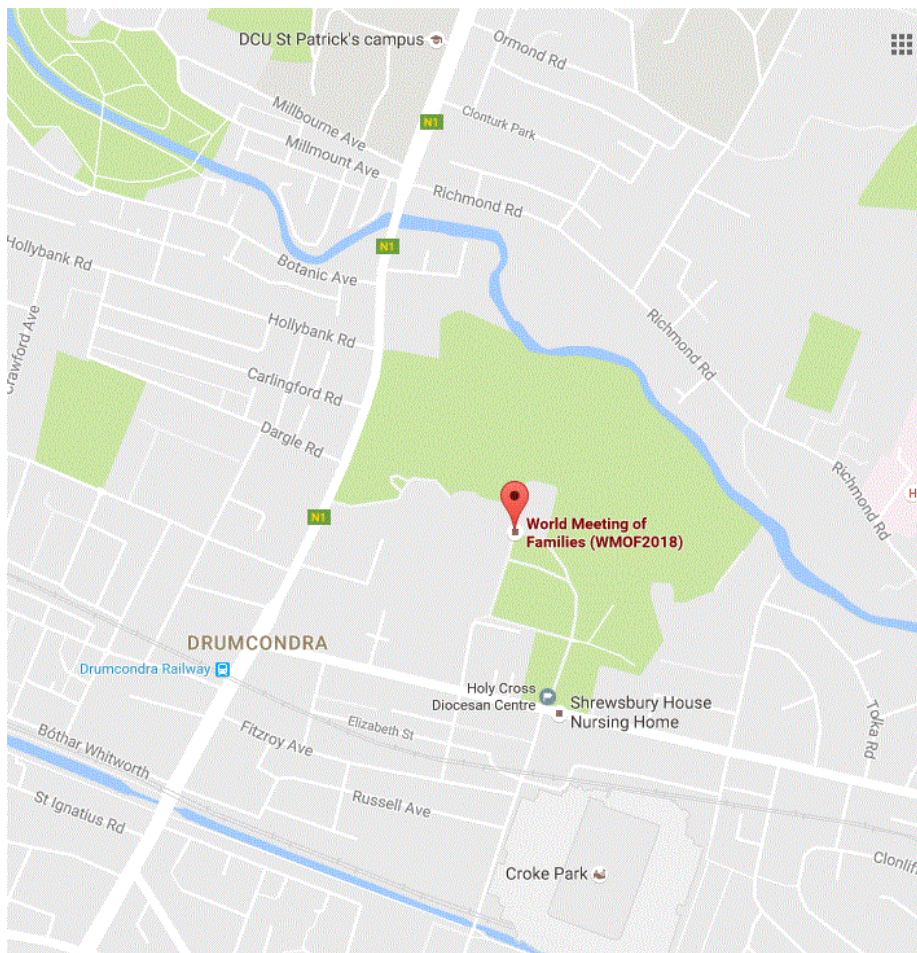 DCU St Patrick's campus
Ormond Rd
N1
Clonturk Park
Millbourne Ave
Millmount Ave
Richmond Rd
N1
Hollybank Rd
Botanic Ave
Hollybank Rd
Richmond Rd
Crawford Ave
Carlingford Rd
Dargle Rd
Richmond Rd
H
N1
World Meeting of
Families (WMOF2018)
DRUMCONDRA
Drumcondra Railway
Holy Cross
Diocesan Centre
Shrewsbury House
Nursing Home
Tolka Rd
Elizabeth St
Fitzroy Ave
Bóthar Whitworth
Russell Ave
St Ignatius Rd
Croke Park
Clonliff